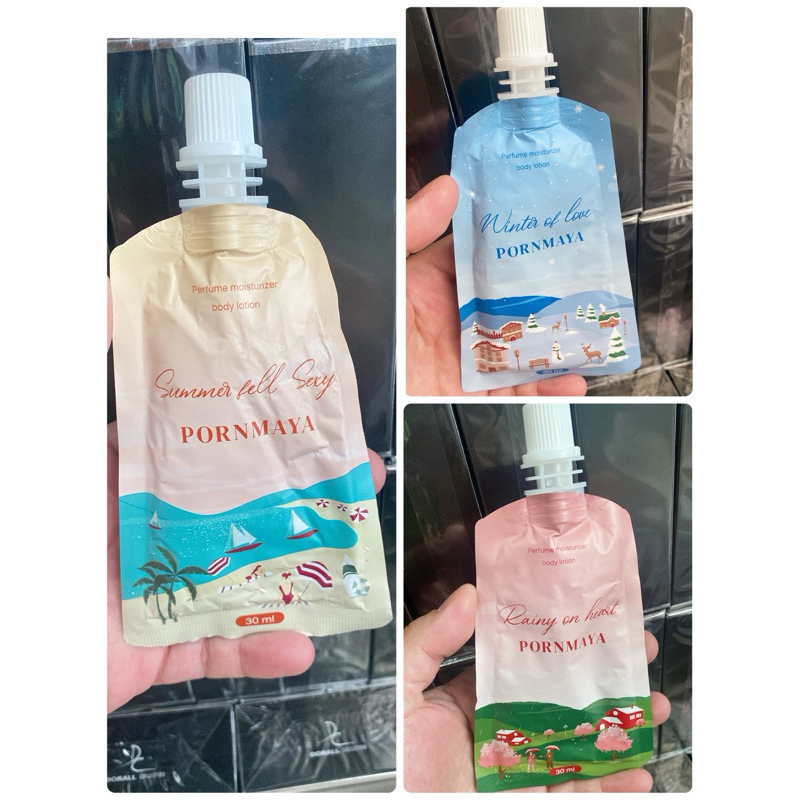 Perfume moisturizer
body lotion
Summer fell Sexy
PORNMAYA
30 ml
Perfume moisturizer
body lotion
Winter of love
PORNMAYA
Perfume moisturizer
body lotion
Rainy on heart
PORNMAYA
30 ml